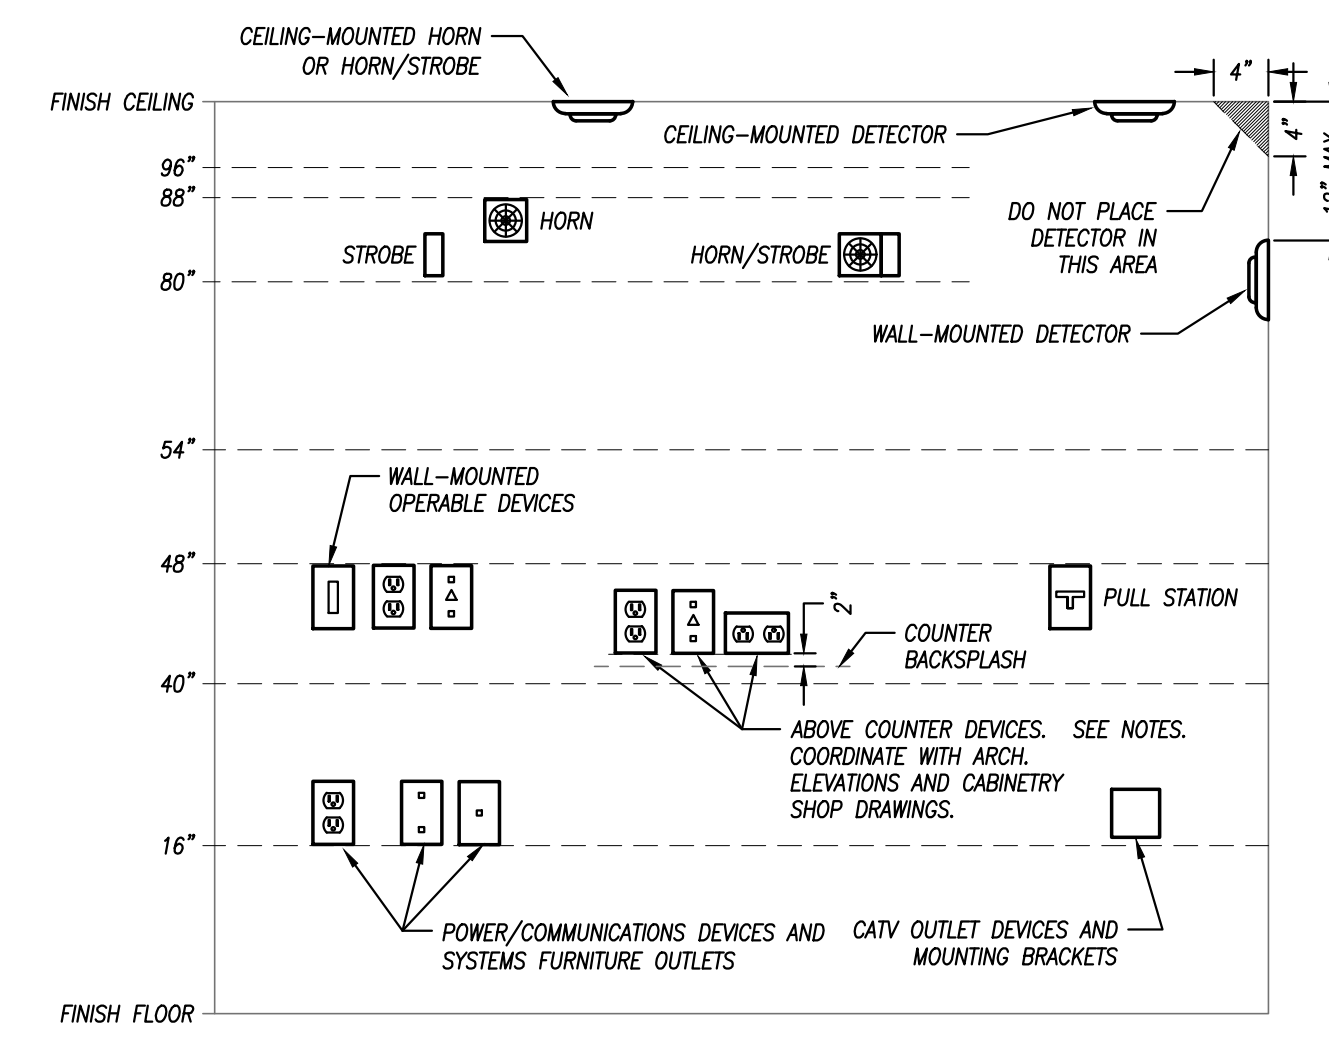 CEILING-MOUNTED HORN
OR HORN/STROBE
4"
FINISH CEILING
CEILING-MOUNTED DETECTOR
4"
96"
88"
HORN
DO NOT PLACE
DETECTOR IN
THIS AREA
STROBE
HORN/STROBE
80"
WALL-MOUNTED DETECTOR
54"
WALL-MOUNTED
OPERABLE DEVICES
48"
2"
PULL STATION
COUNTER
BACKSPLASH
40"
ABOVE COUNTER DEVICES. SEE NOTES.
COORDINATE WITH ARCH.
ELEVATIONS AND CABINETRY
SHOP DRAWINGS.
16"
POWER/COMMUNICATIONS DEVICES AND
SYSTEMS FURNITURE OUTLETS
CATV OUTLET DEVICES AND
MOUNTING BRACKETS
FINISH FLOOR